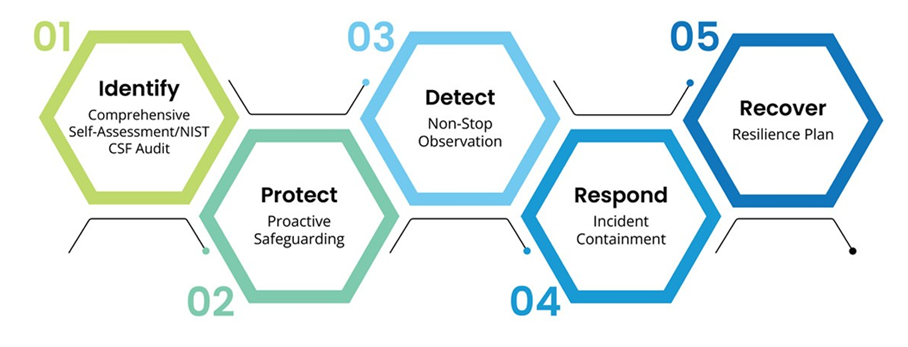 01
Identify
Comprehensive
Self-Assessment/NIST
CSF Audit
02
Protect
Proactive
Safeguarding
03
Detect
Non-Stop
Observation
04
Respond
Incident
Containment
05
Recover
Resilience Plan